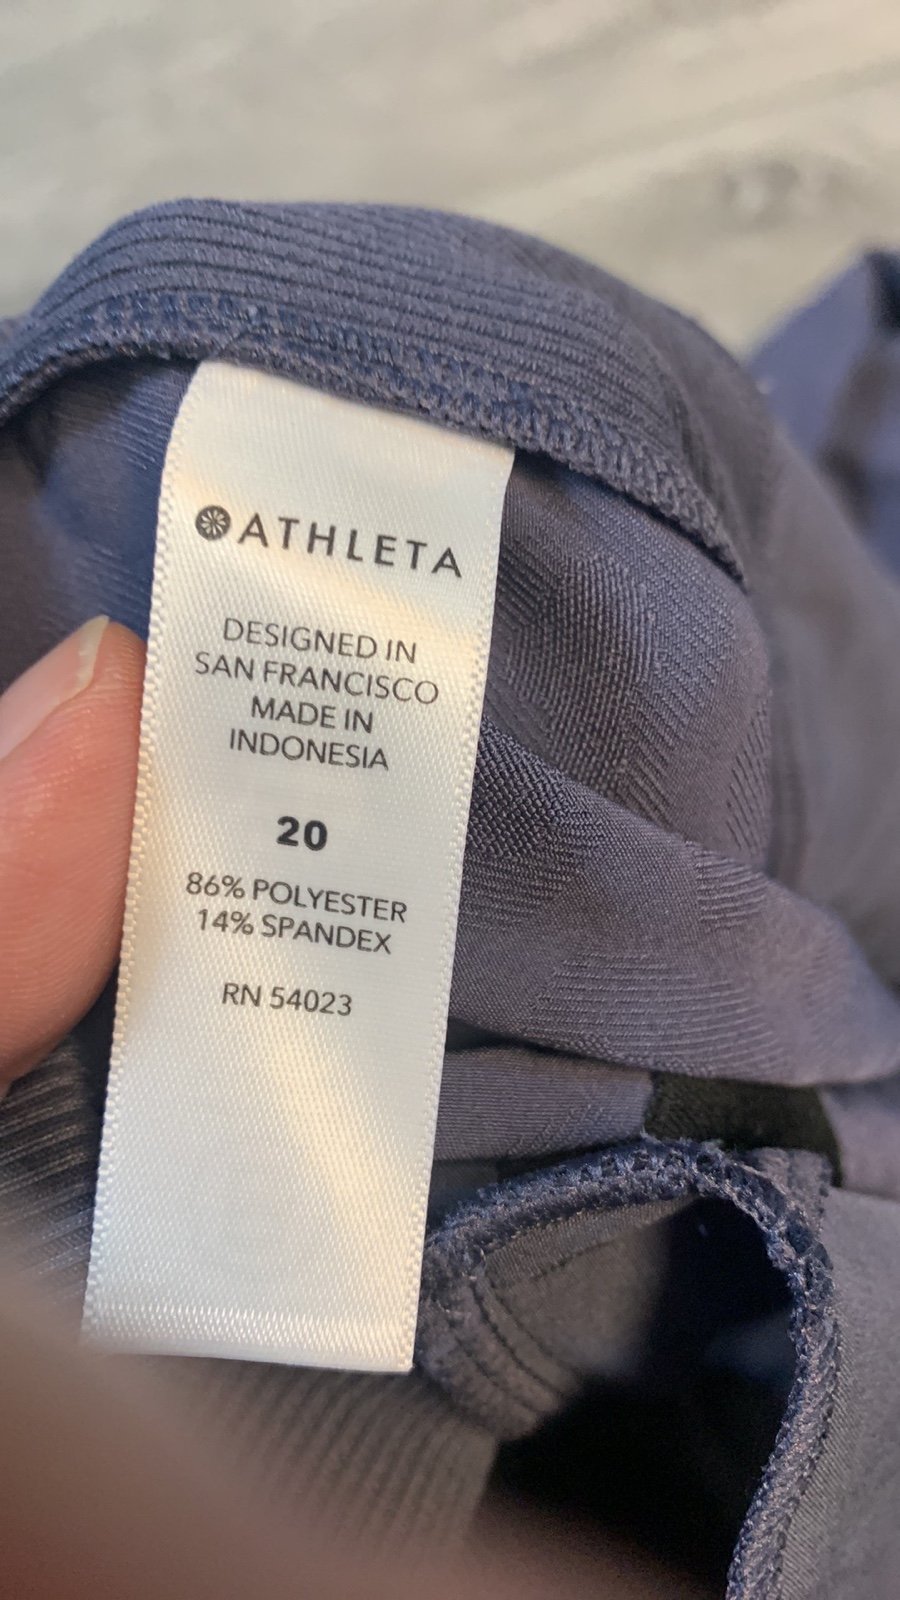 ATHLETA
DESIGNED IN
SAN FRANCISCO
MADE IN
INDONESIA
20
86% POLYESTER
14% SPANDEX
RN 54023